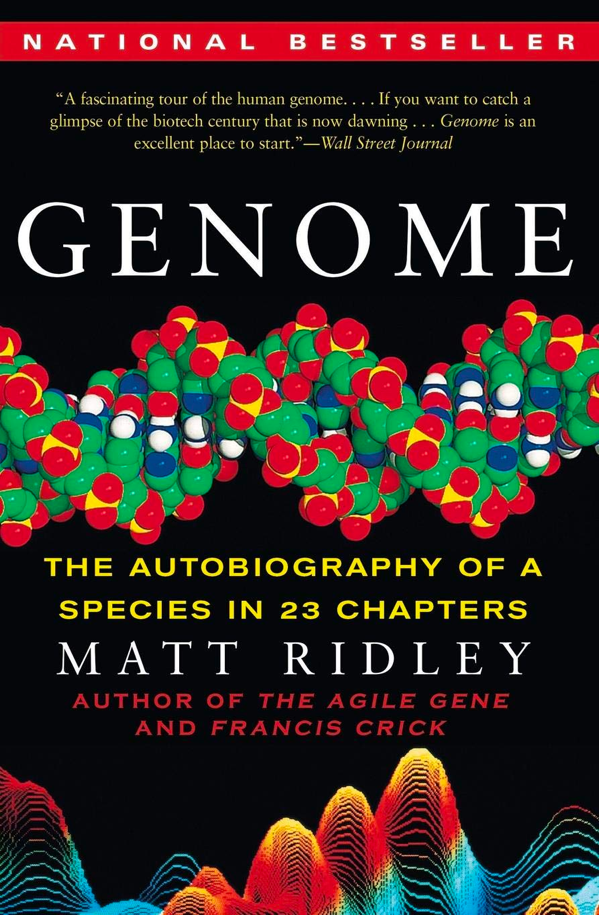 NATIONAL BESTSELLER
“A fascinating tour of the human genome. . . . If you want to catch a
glimpse of the biotech century that is now dawning . . . Genome is an
excellent place to start.”—Wall Street Journal
GENOME
THE AUTOBIOGRAPHY OF A
SPECIES IN 23 CHAPTERS
MATT RIDLEY
AUTHOR OF THE AGILE GENE
AND FRANCIS CRICK